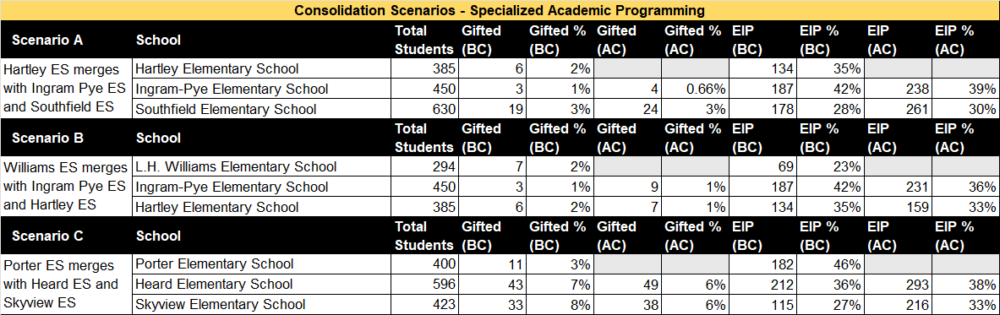 Consolidation Scenarios - Specialized Academic Programming
Scenario A School Total Students Gifted (BC) Gifted % (BC) Gifted (AC) Gifted % (AC) EIP (BC) EIP % (BC) EIP (AC) EIP % (AC)
Hartley ES merges
with Ingram Pye ES
and Southfield ES
Hartley Elementary School 385 6 2% 134 35%
Ingram-Pye Elementary School 450 3 1% 4 0.66% 187 42% 238 39%
Southfield Elementary School 630 19 3% 24 3% 178 28% 261 30%
Scenario B School Total Students Gifted (BC) Gifted % (BC) Gifted (AC) Gifted % (AC) EIP (BC) EIP % (BC) EIP (AC) EIP % (AC)
Williams ES merges
with Ingram Pye ES
and Hartley ES
L.H. Williams Elementary School 294 7 2% 69 23%
Ingram-Pye Elementary School 450 3 1% 9 1% 187 42% 231 36%
Hartley Elementary School 385 6 2% 7 1% 134 35% 159 33%
Scenario C School Total Students Gifted (BC) Gifted % (BC) Gifted (AC) Gifted % (AC) EIP (BC) EIP % (BC) EIP (AC) EIP % (AC)
Porter ES merges
with Heard ES and
Skyview ES
Porter Elementary School 400 11 3% 182 46%
Heard Elementary School 596 43 7% 49 6% 212 36% 293 38%
Skyview Elementary School 423 33 8% 38 6% 115 27% 216 33%